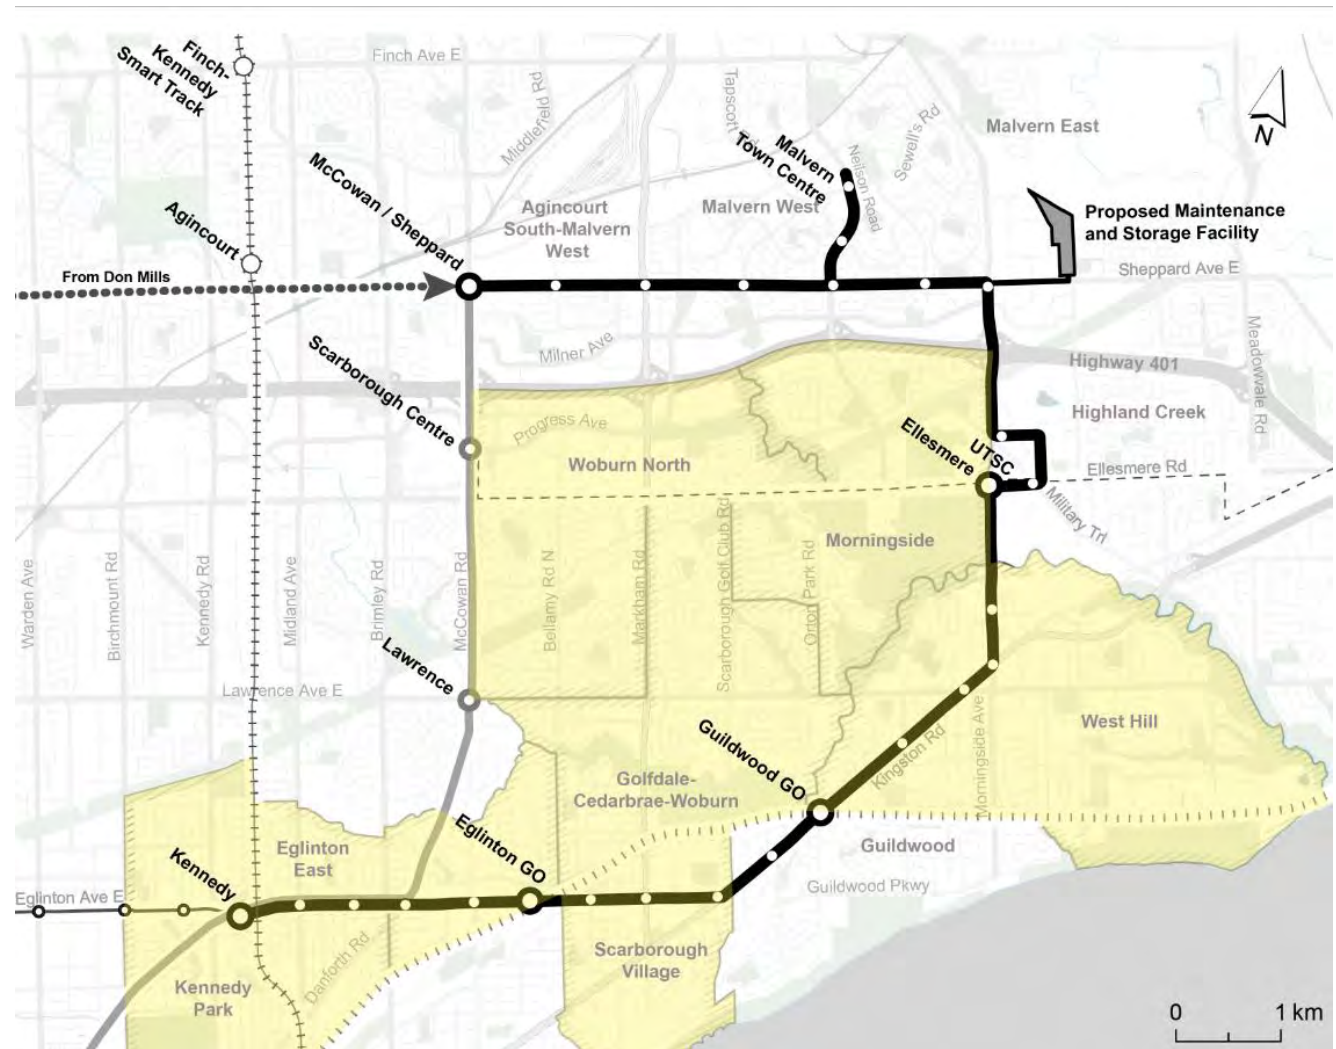 Finch Ave E
Finch-
Kennedy
Smart Track
Middlefield Rd
Tapscott
Malvern
Town Centre
Neilson Road
Sewell's Rd
Malvern East
N
McCowan / Sheppard
Agincourt
South-Malvern
West
Malvern West
Agincourt
Proposed Maintenance
and Storage Facility
From Don Mills
Sheppard Ave E
Milner Ave
Meadowvale Rd
Highway 401
Scarborough Centre
Progress Ave
Highland Creek
Woburn North
Ellesmere
UTSC
Ellesmere Rd
Military Trl
Morningside
Warden Ave
Birchmount Rd
Kennedy Rd
Midland Ave
Brimley Rd
McCowan Rd
Bellamy Rd N
Markham Rd
Scarborough Golf Club Rd
Orton Park Rd
Lawrence
Lawrence Ave E
West Hill
Guildwood GO
Kingston Rd
Morningside Ave
Golfdale-
Cedarbrae-Woburn
Eglinton GO
Eglinton
East
Guildwood
Guildwood Pkwy
Kennedy
Eglinton Ave E
Danforth Rd
Scarborough
Village
Kennedy
Park
0 1 km